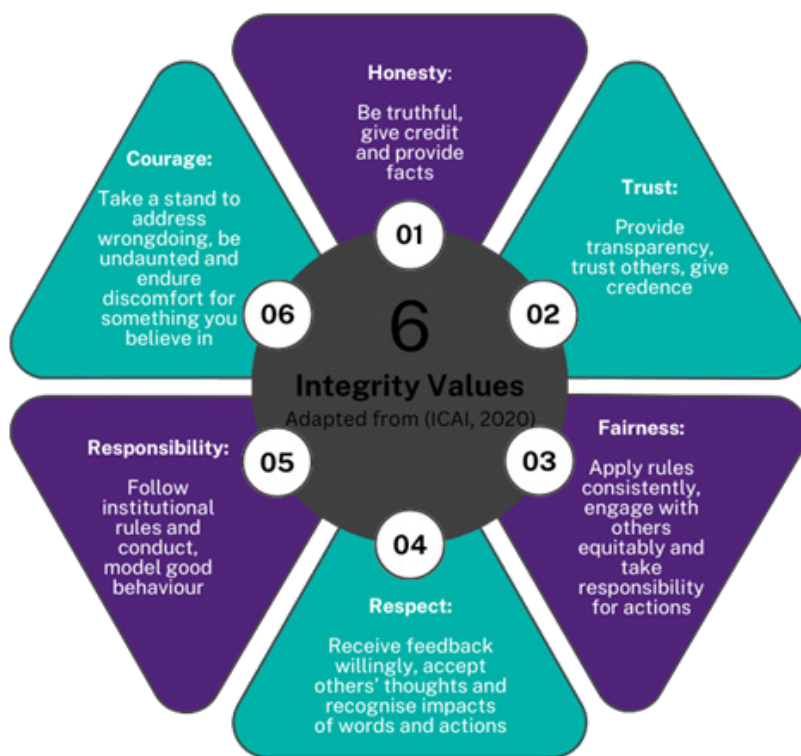 Honesty:
Be truthful,
give credit
and provide
facts
01
Trust:
Provide
transparency,
trust others, give
credence
02
Fairness:
Apply rules
consistently,
engage with
others
equitably and
take
responsibility
for actions
03
04
Respect:
Receive feedback
willingly, accept
others' thoughts and
recognise impacts
of words and actions
Responsibility:
Follow
institutional
rules and
conduct,
model good
behaviour
05
Courage:
Take a stand to
address
wrongdoing, be
undaunted and
endure
discomfort for
something you
believe in
06
6
Integrity Values
Adapted from (ICAI, 2020)